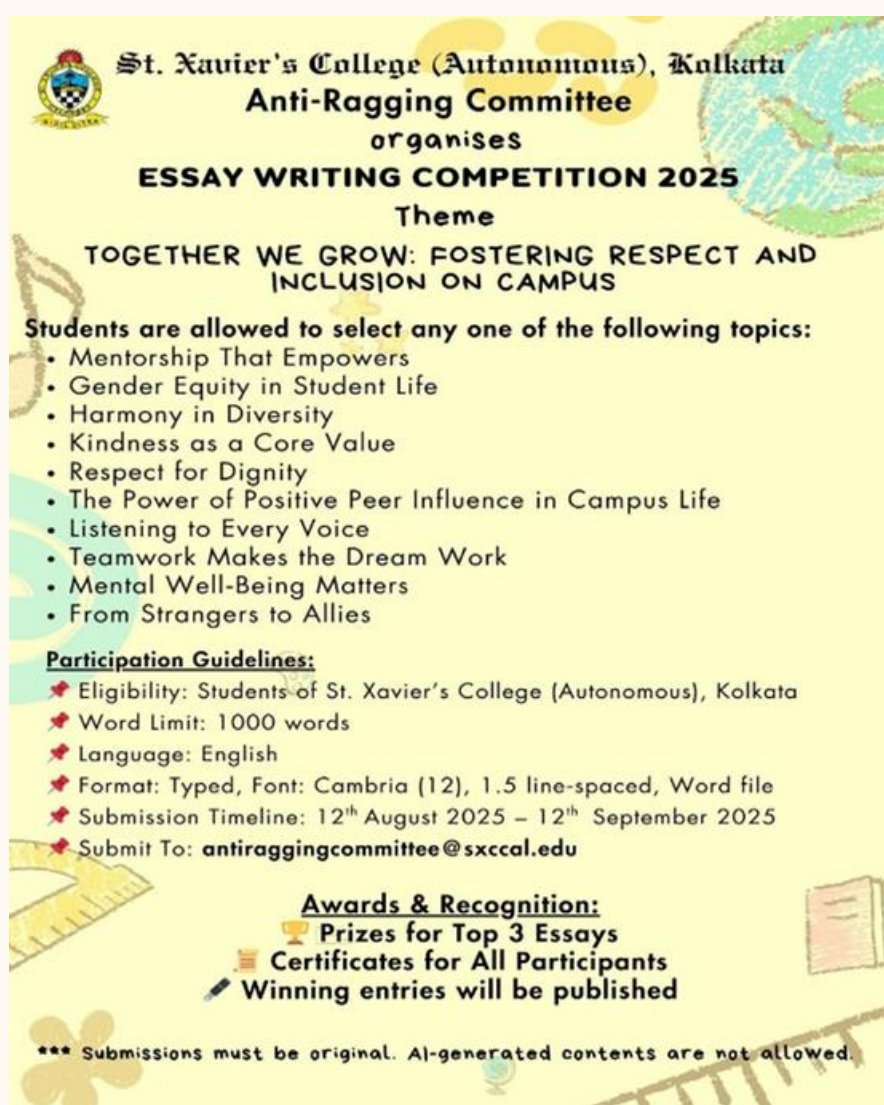 St. Xavier's College (Autonomous), Kolkata
Anti-Ragging Committee
organises
ESSAY WRITING COMPETITION 2025
Theme
TOGETHER WE GROW: FOSTERING RESPECT AND
INCLUSION ON CAMPUS
Students are allowed to select any one of the following topics:
• Mentorship That Empowers
• Gender Equity in Student Life
• Harmony in Diversity
• Kindness as a Core Value
• Respect for Dignity
• The Power of Positive Peer Influence in Campus Life
• Listening to Every Voice
• Teamwork Makes the Dream Work
• Mental Well-Being Matters
• From Strangers to Allies
Participation Guidelines:
📌 Eligibility: Students of St. Xavier's College (Autonomous), Kolkata
📌 Word Limit: 1000 words
📌 Language: English
📌 Format: Typed, Font: Cambria (12), 1.5 line-spaced, Word file
📌 Submission Timeline: 12th August 2025 – 12th September 2025
📌 Submit To: antiraggingcommittee@sxccal.edu
Awards & Recognition:
🏆 Prizes for Top 3 Essays
📜 Certificates for All Participants
🖋 Winning entries will be published
*** Submissions must be original. AI-generated contents are not allowed.